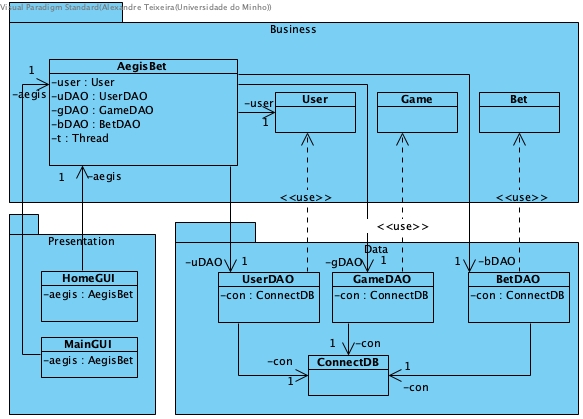 Visual Paradigm Standard(Alexandre Teixeira(Universidade do Minho))
Business
AegisBet
-user : User
-uDAO : UserDAO
-gDAO : GameDAO
-bDAO : BetDAO
-t : Thread
1
-aegis
-user
1
User
Game
Bet
1
-aegis
<<use>>
<<use>>
<<use>>
Presentation
HomeGUI
-aegis : AegisBet
MainGUI
-aegis : AegisBet
Data
-uDAO
1
-gDAO
1
1
-bDAO
UserDAO
-con : ConnectDB
GameDAO
-con : ConnectDB
BetDAO
-con : ConnectDB
1
-con
-con
1
ConnectDB
1
-con